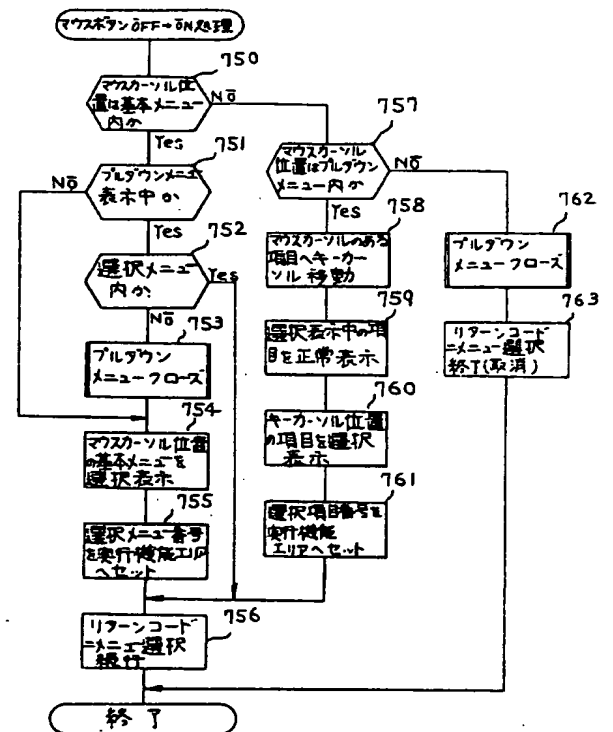 マウスボタン OFF→ON処理
750
マウスカーソル位
置は基本メニュー
内か
NO
Yes
751
プルダウンメニュー
表示中か
NO
Yes
752
選択メニュー
内か
Yes
NO
753
プルダウン
メニュークローズ
754
マウスカーソル位置
の基本メニューを
選択表示
755
選択メニュー番号
を実行機能エリア
へセット
756
リターンコード
=メニュー選択
続行
終了
757
マウスカーソル
位置はプルダウン
メニュー内か
NO
Yes
758
マウスカーソルのある
項目へキーカー
ソル移動
759
選択表示中の項
目を正常表示
760
キーカーソル位置
の項目を選択
表示
761
選択項目番号を
実行機能
エリアへセット
762
プルダウン
メニュークローズ
763
リターンコード
=メニュー選択
終了(取消)